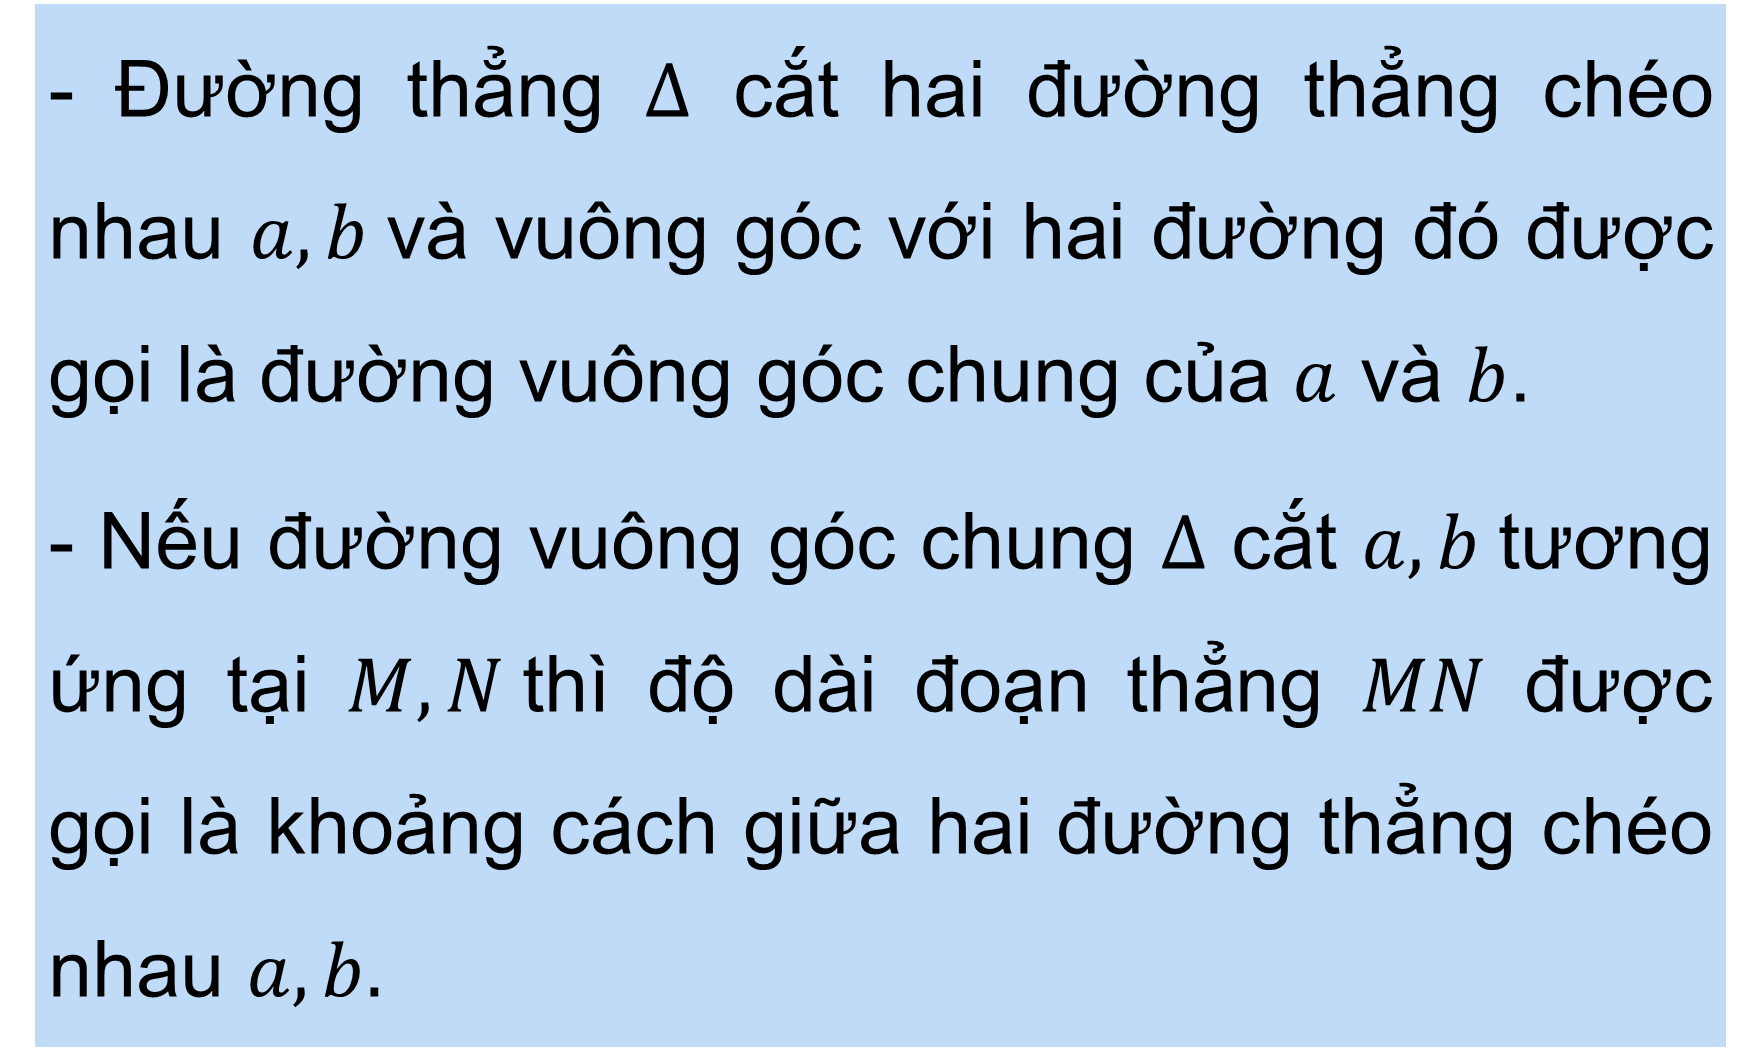 - Đường thẳng Δ cắt hai đường thẳng chéo
nhau a, b và vuông góc với hai đường đó được
gọi là đường vuông góc chung của a và b.
- Nếu đường vuông góc chung Δ cắt a, b tương
ứng tại M, N thì độ dài đoạn thẳng MN được
gọi là khoảng cách giữa hai đường thẳng chéo
nhau a, b.